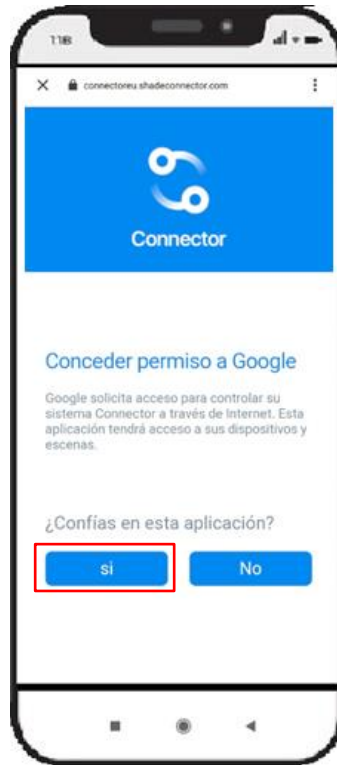 11:18
connectoreu.shadeconnector.com
Connector
Conceder permiso a Google
Google solicita acceso para controlar su
sistema Connector a través de Internet. Esta
aplicación tendrá acceso a sus dispositivos y
escenas.
¿Confías en esta aplicación?
si No